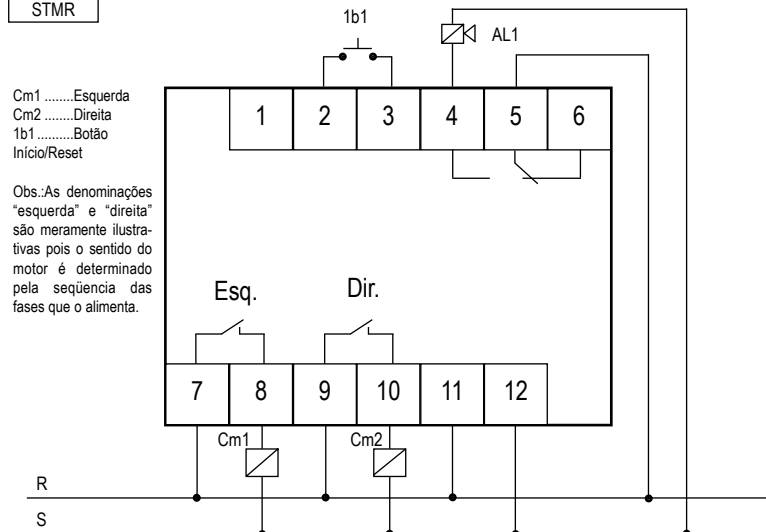 STMR
1b1
AL1
Cm1 ........Esquerda
Cm2 ........Direita
1b1..........Botão
Início/Reset
Obs.:As denominações
“esquerda” e “direita”
são meramente ilustra-
tivas pois o sentido do
motor é determinado
pela seqüencia das
fases que o alimenta.
1 2 3 4 5 6
Esq. Dir.
7 8 9 10 11 12
Cm1 Cm2
R
S